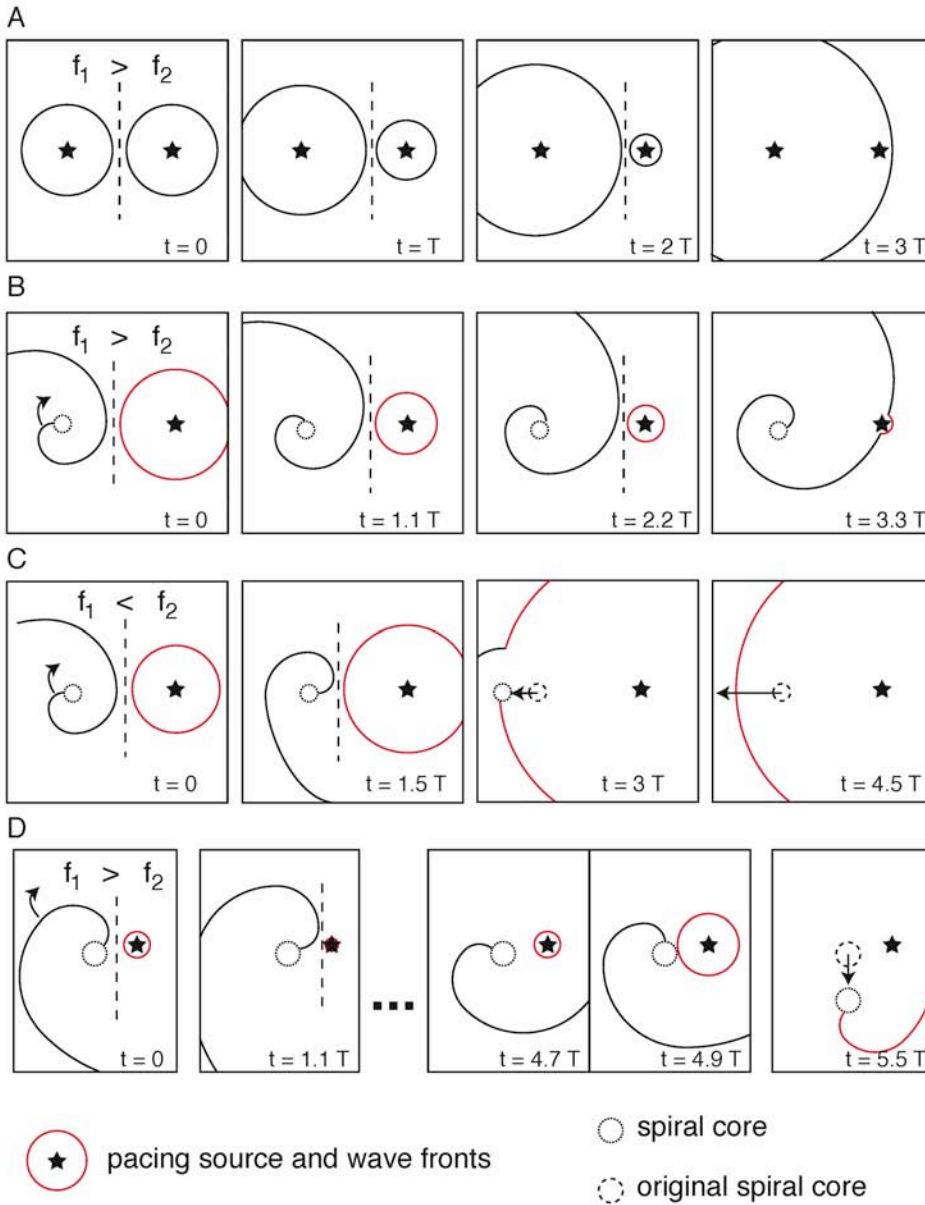 A
f1 > f2
t = 0
t = T
t = 2 T
t = 3 T
B
f1 > f2
t = 0
t = 1.1 T
t = 2.2 T
t = 3.3 T
C
f1 < f2
t = 0
t = 1.5 T
t = 3 T
t = 4.5 T
D
f1 > f2
t = 0
t = 1.1 T
t = 4.7 T
t = 4.9 T
t = 5.5 T
pacing source and wave fronts
spiral core
original spiral core